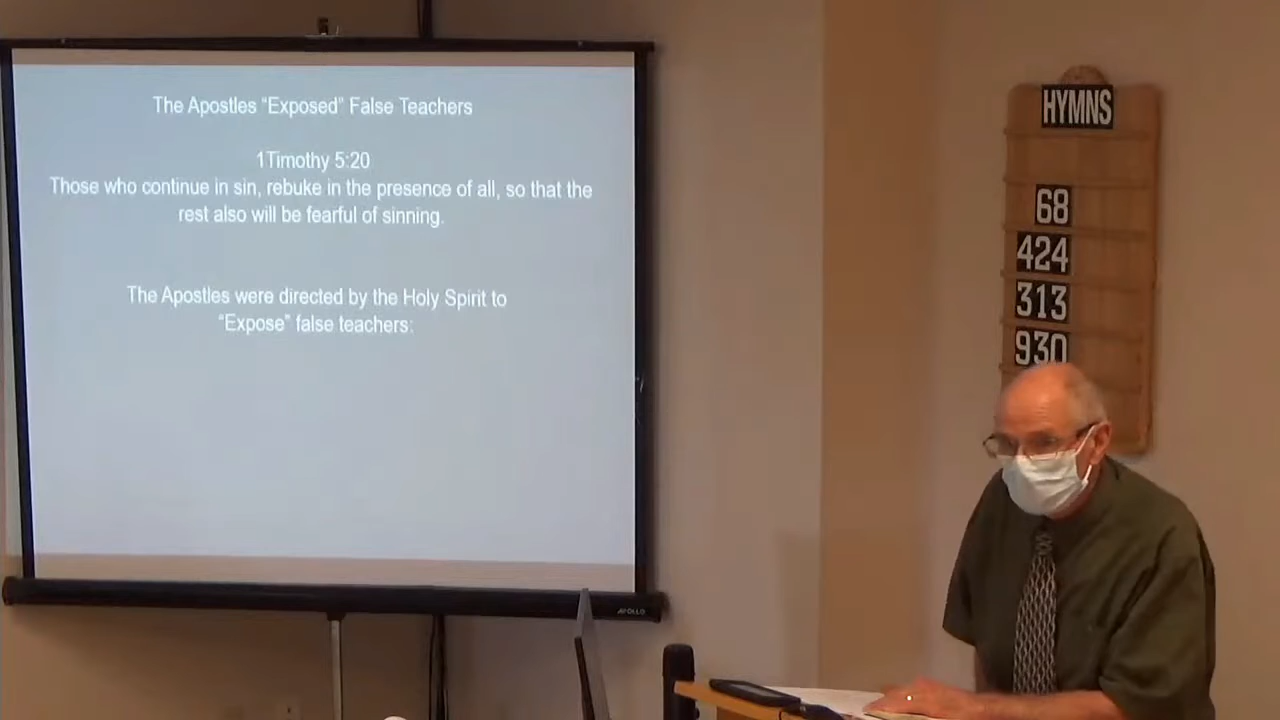 The Apostles “Exposed” False Teachers
1Timothy 5:20
Those who continue in sin, rebuke in the presence of all, so that the
rest also will be fearful of sinning.
The Apostles were directed by the Holy Spirit to
“Expose” false teachers:
APOLLO
HYMNS
68
424
313
930